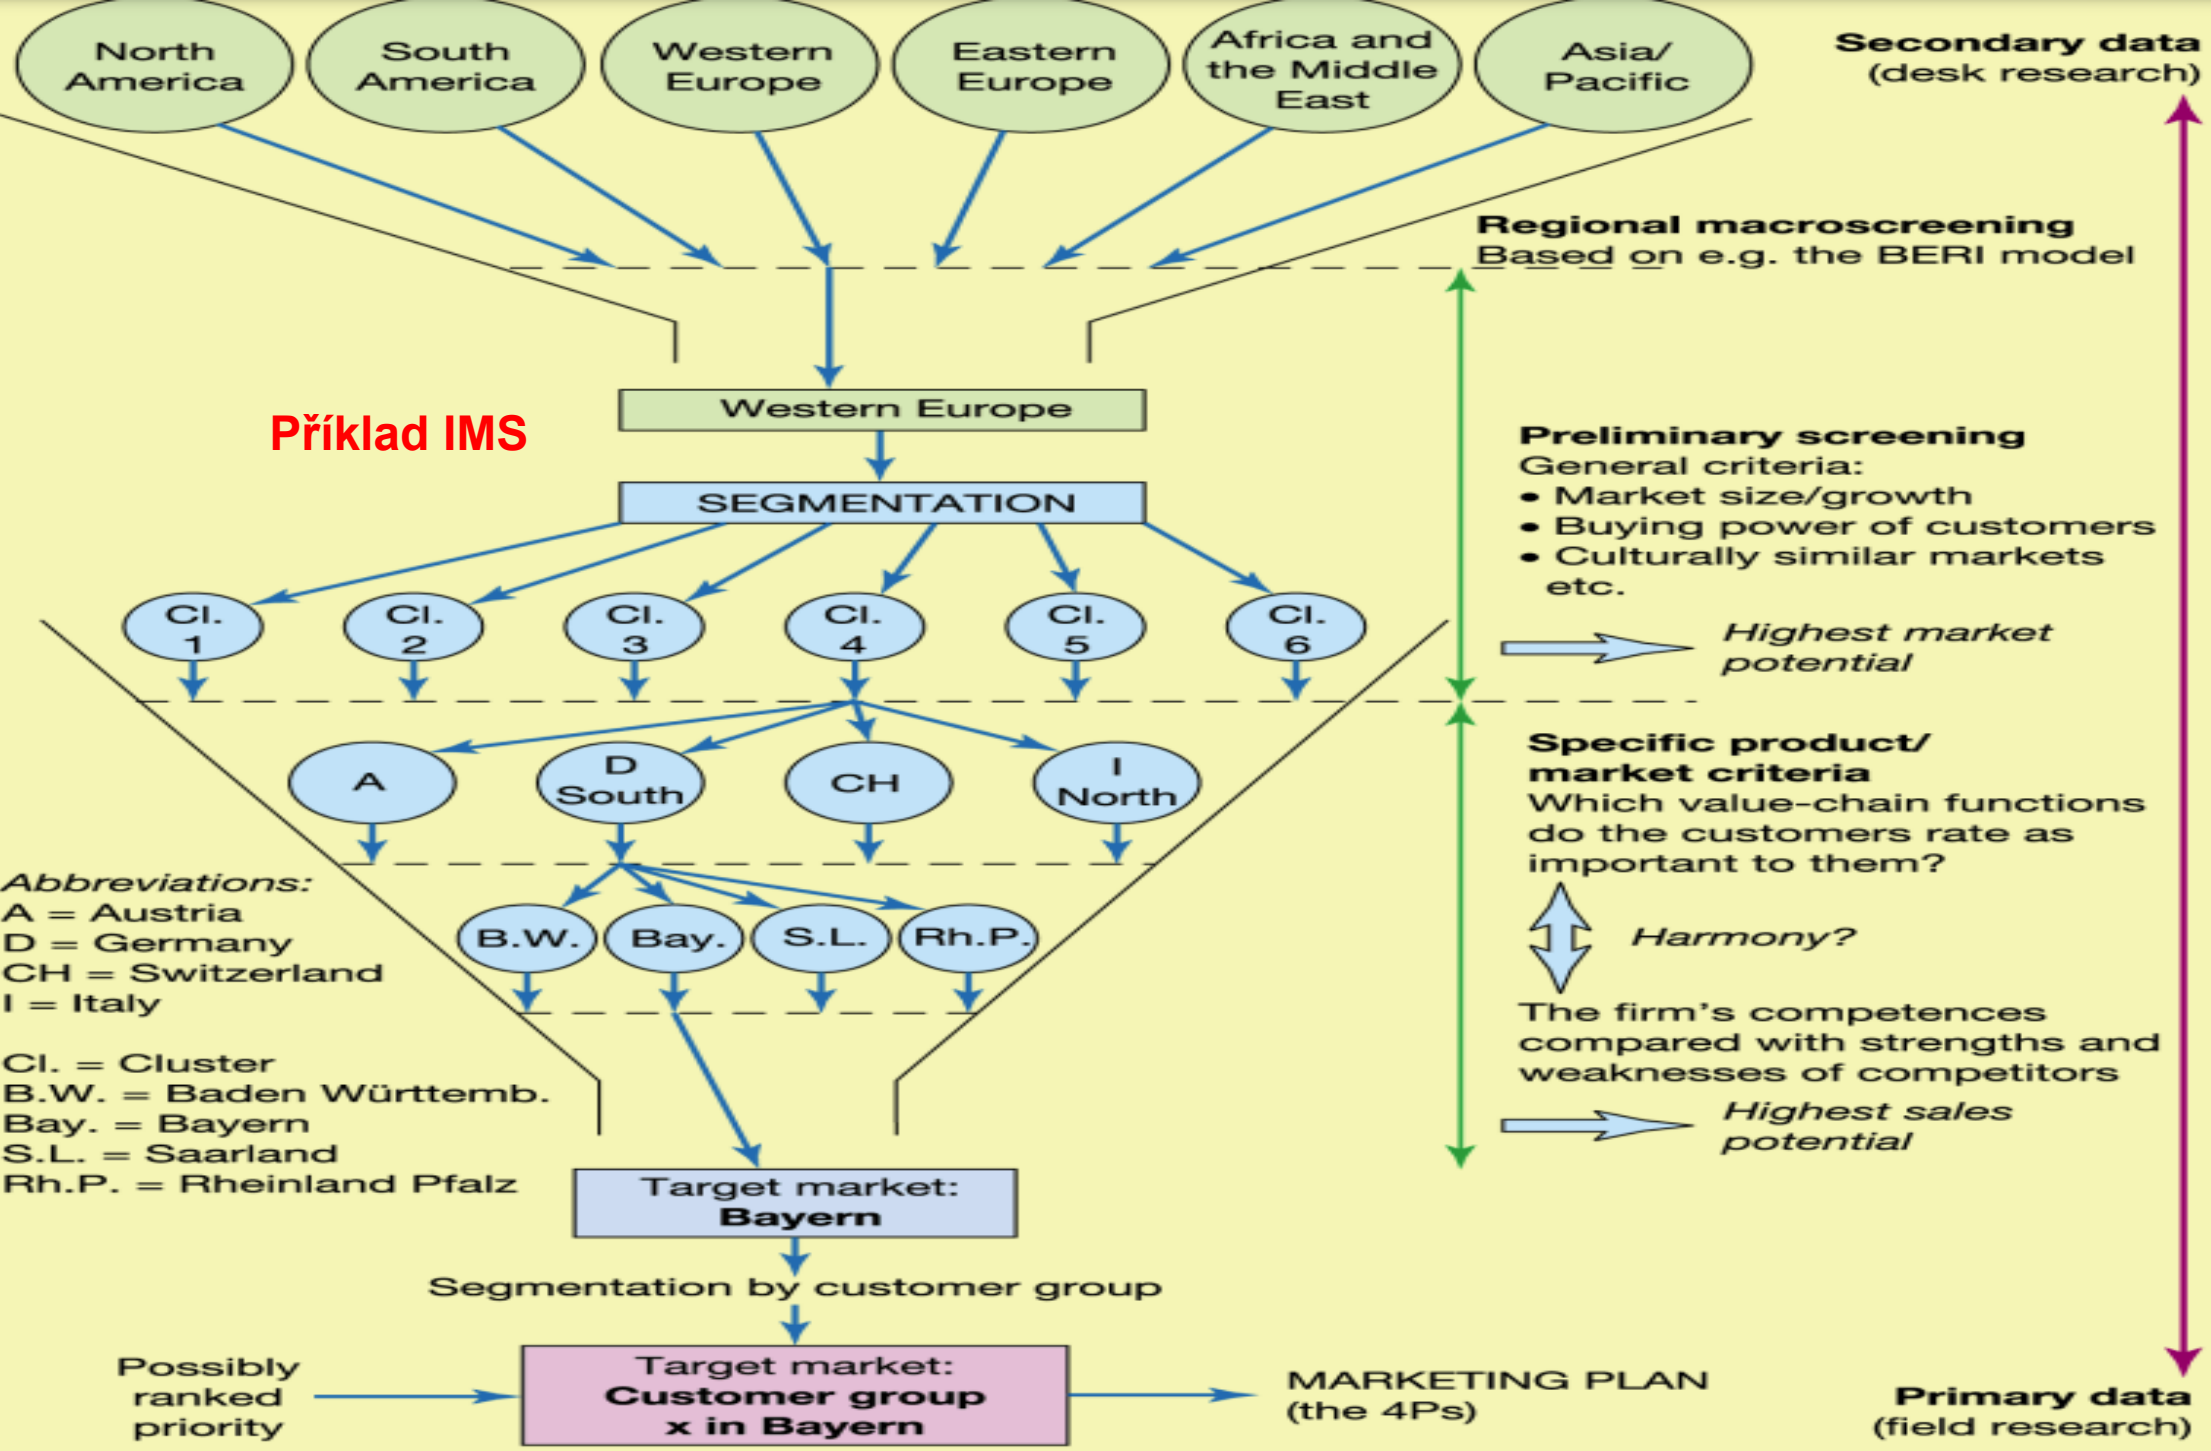 North
America
South
America
Western
Europe
Eastern
Europe
Africa and
the Middle
East
Asia/
Pacific
Secondary data
(desk research)
Regional macroscreening
Based on e.g. the BERI model
Western Europe
Příklad IMS
SEGMENTATION
Preliminary screening
General criteria:
• Market size/growth
• Buying power of customers
• Culturally similar markets
etc.
Highest market
potential
Cl.
1
Cl.
2
Cl.
3
Cl.
4
Cl.
5
Cl.
6
A
D
South
CH
I
North
Specific product/
market criteria
Which value-chain functions
do the customers rate as
important to them?
Harmony?
The firm's competences
compared with strengths and
weaknesses of competitors
Highest sales
potential
B.W.
Bay.
S.L.
Rh.P.
Abbreviations:
A = Austria
D = Germany
CH = Switzerland
I = Italy
Cl. = Cluster
B.W. = Baden Württemb.
Bay. = Bayern
S.L. = Saarland
Rh.P. = Rheinland Pfalz
Target market:
Bayern
Segmentation by customer group
Possibly
ranked
priority
Target market:
Customer group
x in Bayern
MARKETING PLAN
(the 4Ps)
Primary data
(field research)